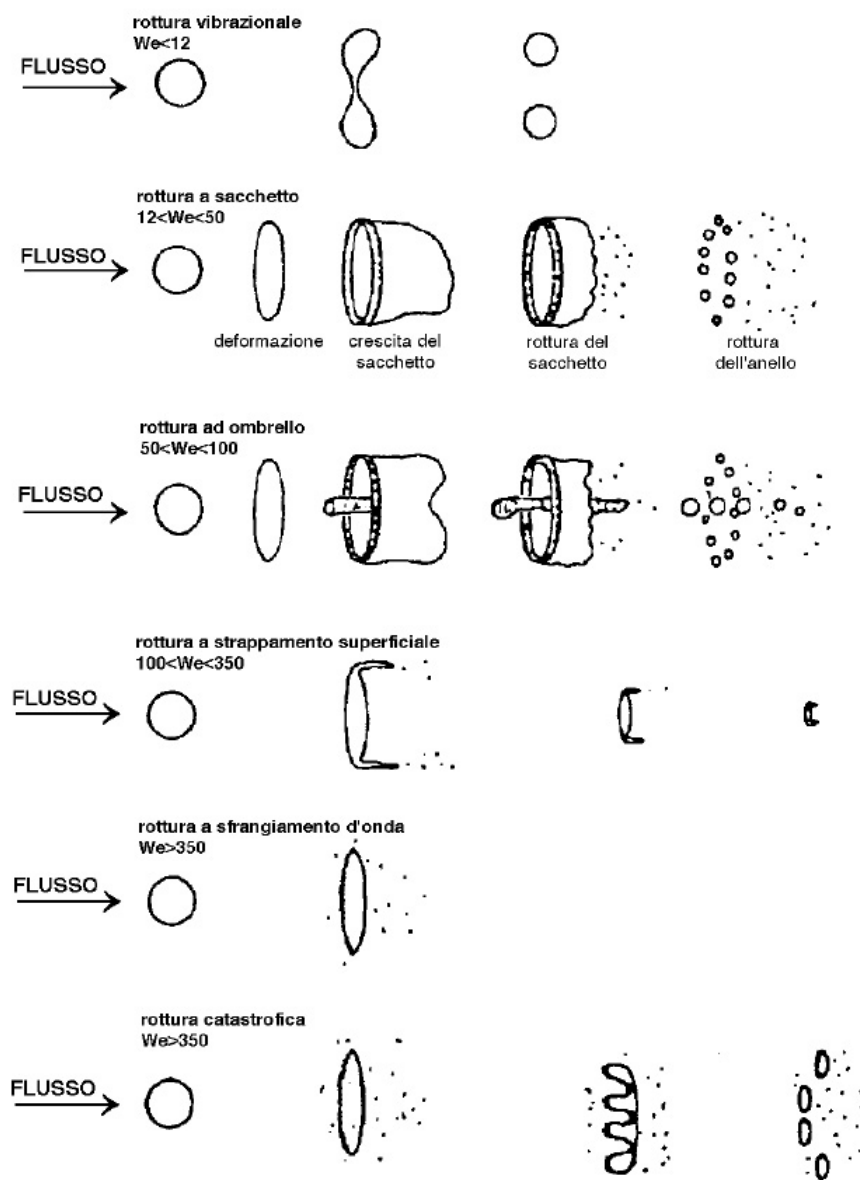 rottura vibrazionale
We<12
FLUSSO
rottura a sacchetto
12<We<50
FLUSSO
deformazione
crescita del
sacchetto
rottura del
sacchetto
rottura
dell'anello
rottura ad ombrello
50<We<100
FLUSSO
rottura a strappamento superficiale
100<We<350
FLUSSO
rottura a sfrangiamento d'onda
We>350
FLUSSO
rottura catastrofica
We>350
FLUSSO